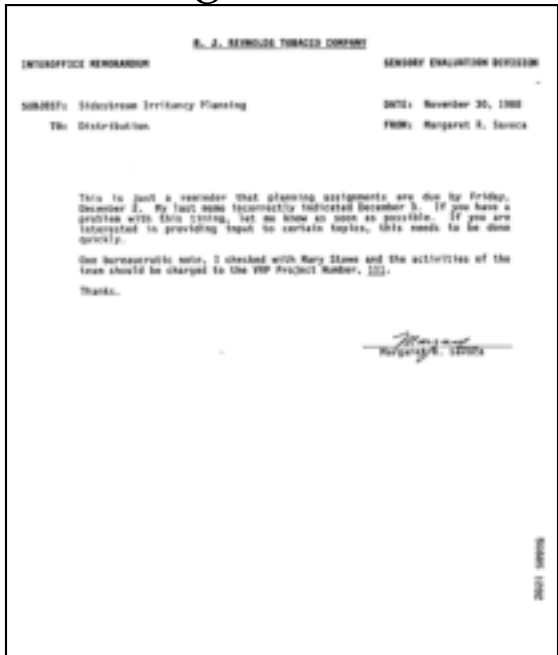 R. J. REYNOLDS TOBACCO COMPANY
INTEROFFICE MEMORANDUM SENSORY EVALUATION DIVISION
SUBJECT: Sidestream Irritancy Planning DATE: November 30, 1988
TO: Distribution FROM: Margaret R. Savoca
This is just a reminder that planning assignments are due by Friday,
December 2. My last memo incorrectly indicated December 5. If you have a
problem with this timing, let me know as soon as possible. If you are
interested in providing input to certain topics, this needs to be done
quickly.
One bureaucratic note, I checked with Mary Stowe and the activities of the
team should be charged to the VRP Project Number,
Thanks.
Margaret
Margaret R. Savoca